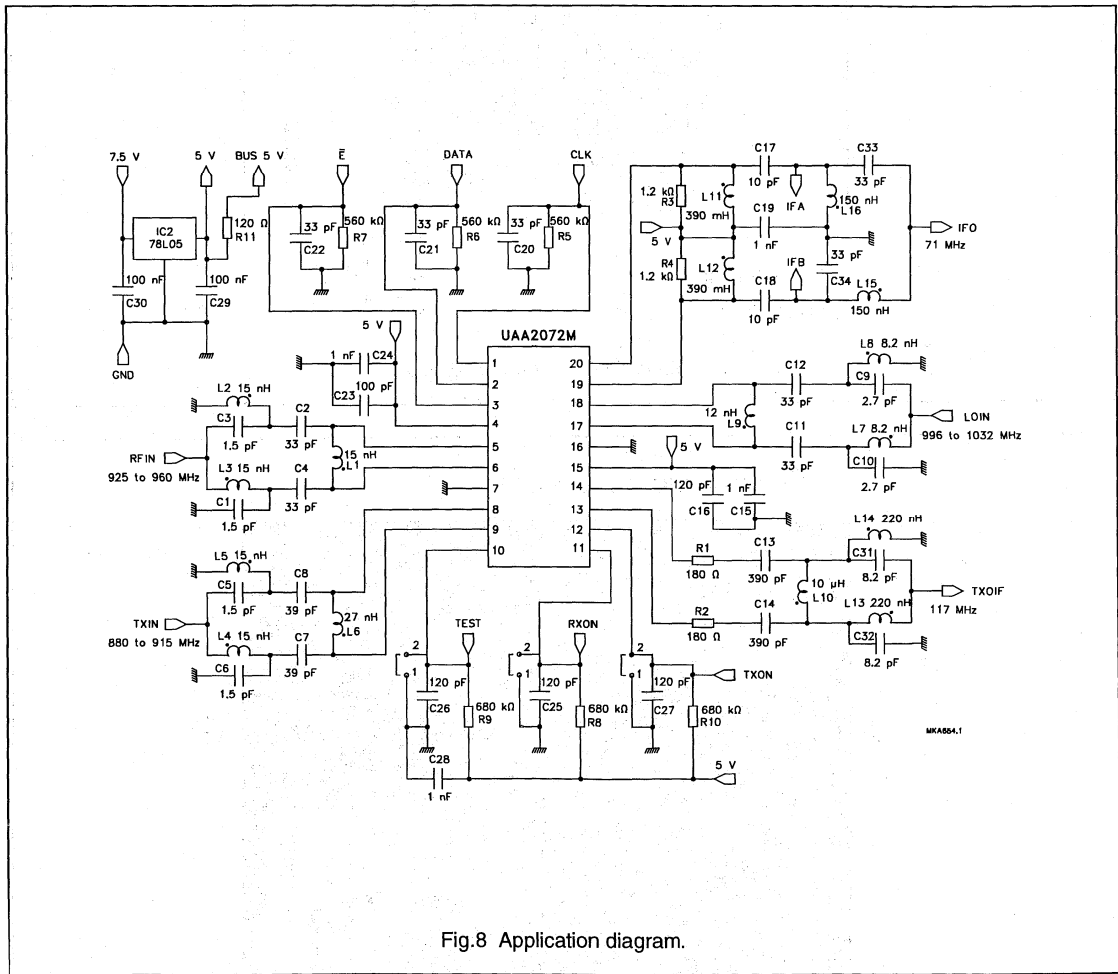 7.5 V
5 V
BUS 5 V
E̅
DATA
CLK
IC2
78L05
120 Ω
R11
100 nF
C30
100 nF
C29
GND
33 pF
C22
560 kΩ
R7
33 pF
C21
560 kΩ
R6
33 pF
C20
560 kΩ
R5
1.2 kΩ
R3
L11
390 mH
C17
10 pF
IFA
C33
33 pF
150 nH
L16
C19
1 nF
5 V
IFO
71 MHz
R4
1.2 kΩ
L12
390 mH
IFB
C18
10 pF
33 pF
C34
L15
150 nH
5 V
1 nF
C24
100 pF
C23
UAA2072M
1
2
3
4
5
6
7
8
9
10
20
19
18
17
16
15
14
13
12
11
L2 15 nH
C3
1.5 pF
C2
33 pF
RFIN
925 to 960 MHz
15 nH
L1
L3 15 nH
C4
33 pF
C1
1.5 pF
L5 15 nH
C5
1.5 pF
C8
39 pF
TXIN
880 to 915 MHz
27 nH
L6
L4 15 nH
C7
39 pF
C6
1.5 pF
L8 8.2 nH
C12
33 pF
C9
2.7 pF
12 nH
L9
LOIN
996 to 1032 MHz
L7 8.2 nH
C11
33 pF
C10
2.7 pF
5 V
120 pF
C16
1 nF
C15
L14 220 nH
R1
180 Ω
C13
390 pF
C31
8.2 pF
10 µH
L10
TXOIF
117 MHz
L13 220 nH
R2
180 Ω
C14
390 pF
C32
8.2 pF
TEST
RXON
TXON
2
1
120 pF
C26
680 kΩ
R9
2
1
120 pF
C25
680 kΩ
R8
2
1
120 pF
C27
680 kΩ
R10
C28
1 nF
5 V
MKA654.1
Fig.8 Application diagram.